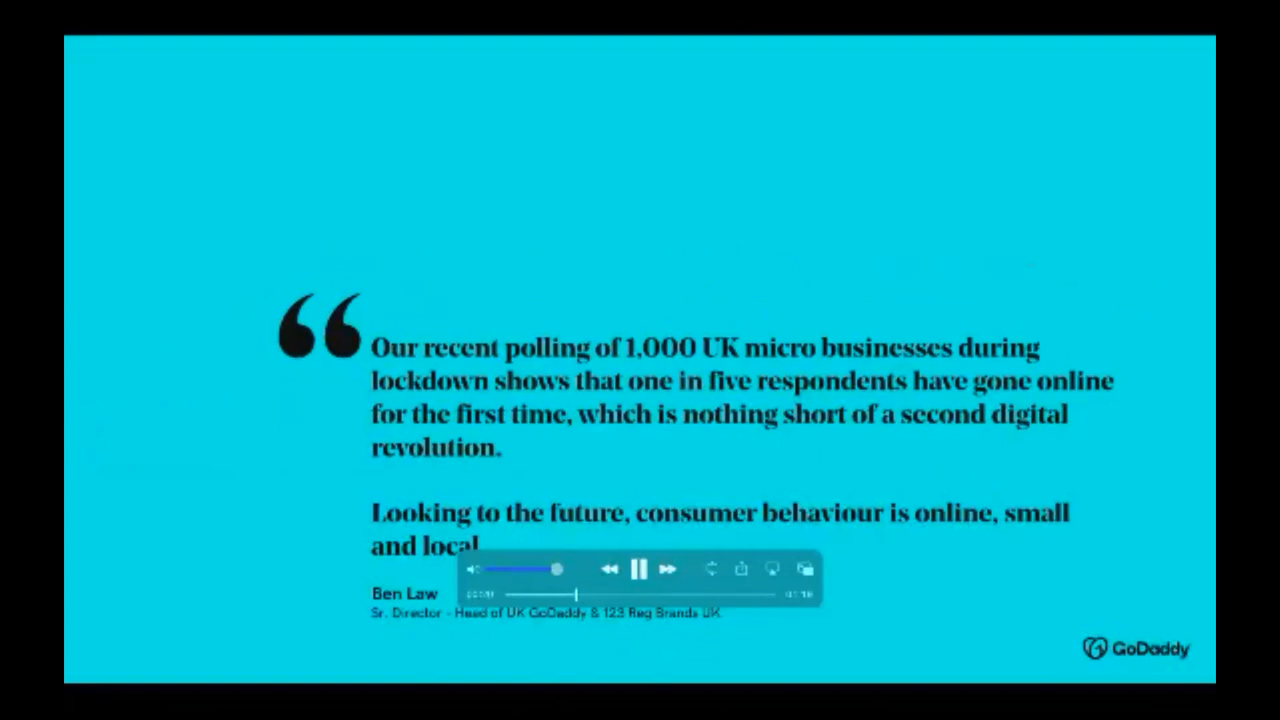 “
Our recent polling of 1,000 UK micro businesses during
lockdown shows that one in five respondents have gone online
for the first time, which is nothing short of a second digital
revolution.
Looking to the future, consumer behaviour is online, small
and local
Ben Law
Sr. Director - Head of UK GoDaddy & 123 Reg Brands UK
GoDaddy